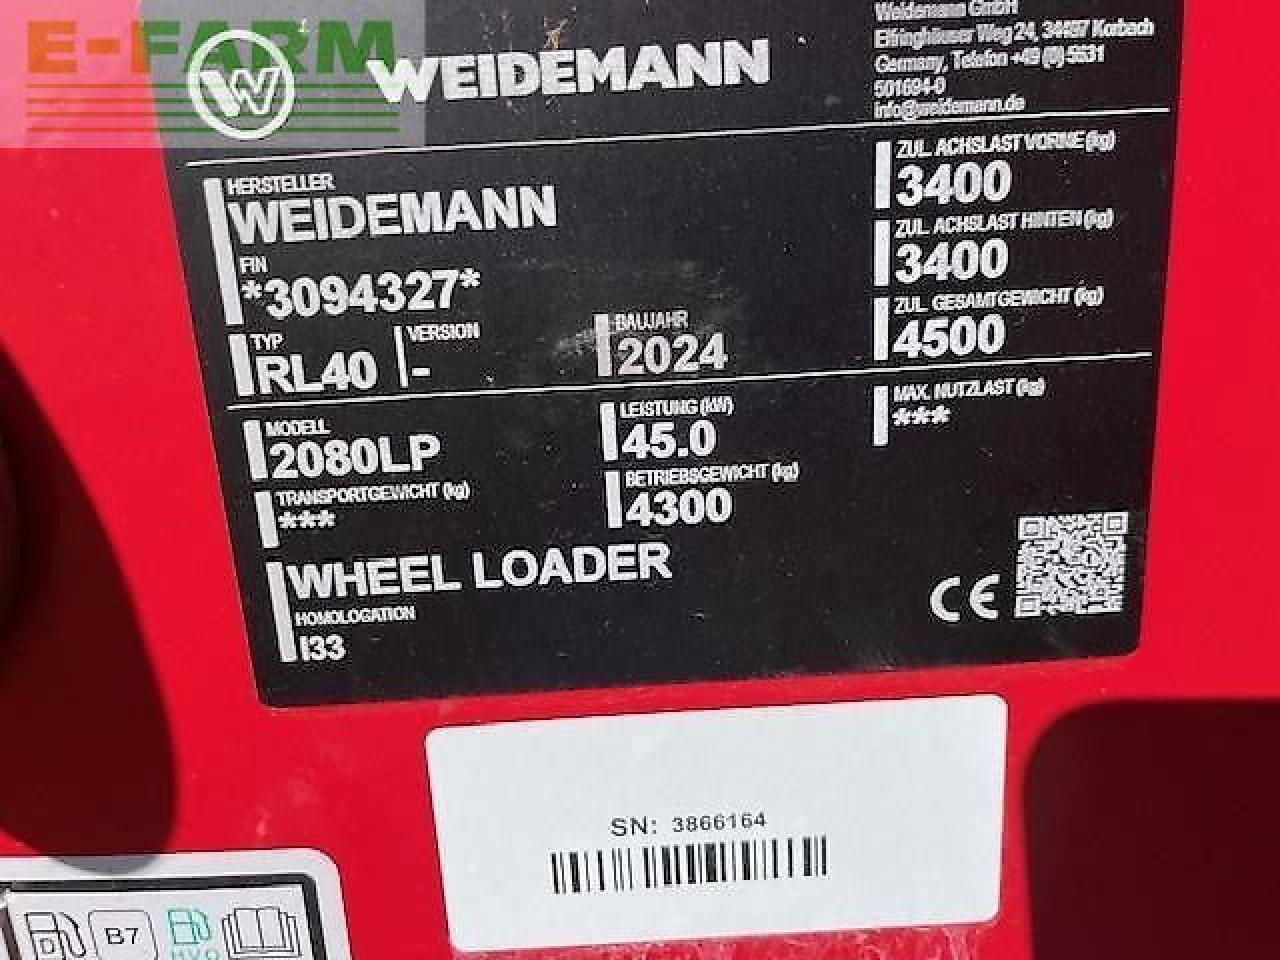 E-FARM
W WEIDEMANN
Weidemann GmbH
Elfringhäuser Weg 24, 34497 Korbach
Germany, Telefon +49 (0) 5631
501694-0
info@weidemann.de
HERSTELLER
WEIDEMANN
FIN
*3094327*
TYP
RL40
VERSION
-
BAUJAHR
2024
ZUL. ACHSLAST VORNE (kg)
3400
ZUL. ACHSLAST HINTEN (kg)
3400
ZUL. GESAMTGEWICHT (kg)
4500
MODELL
2080LP
LEISTUNG (kW)
45.0
MAX. NUTZLAST (kg)
***
TRANSPORTGEWICHT (kg)
***
BETRIEBSGEWICHT (kg)
4300
WHEEL LOADER
HOMOLOGATION
I33
CE
SN: 3866164
D
B7
HVO